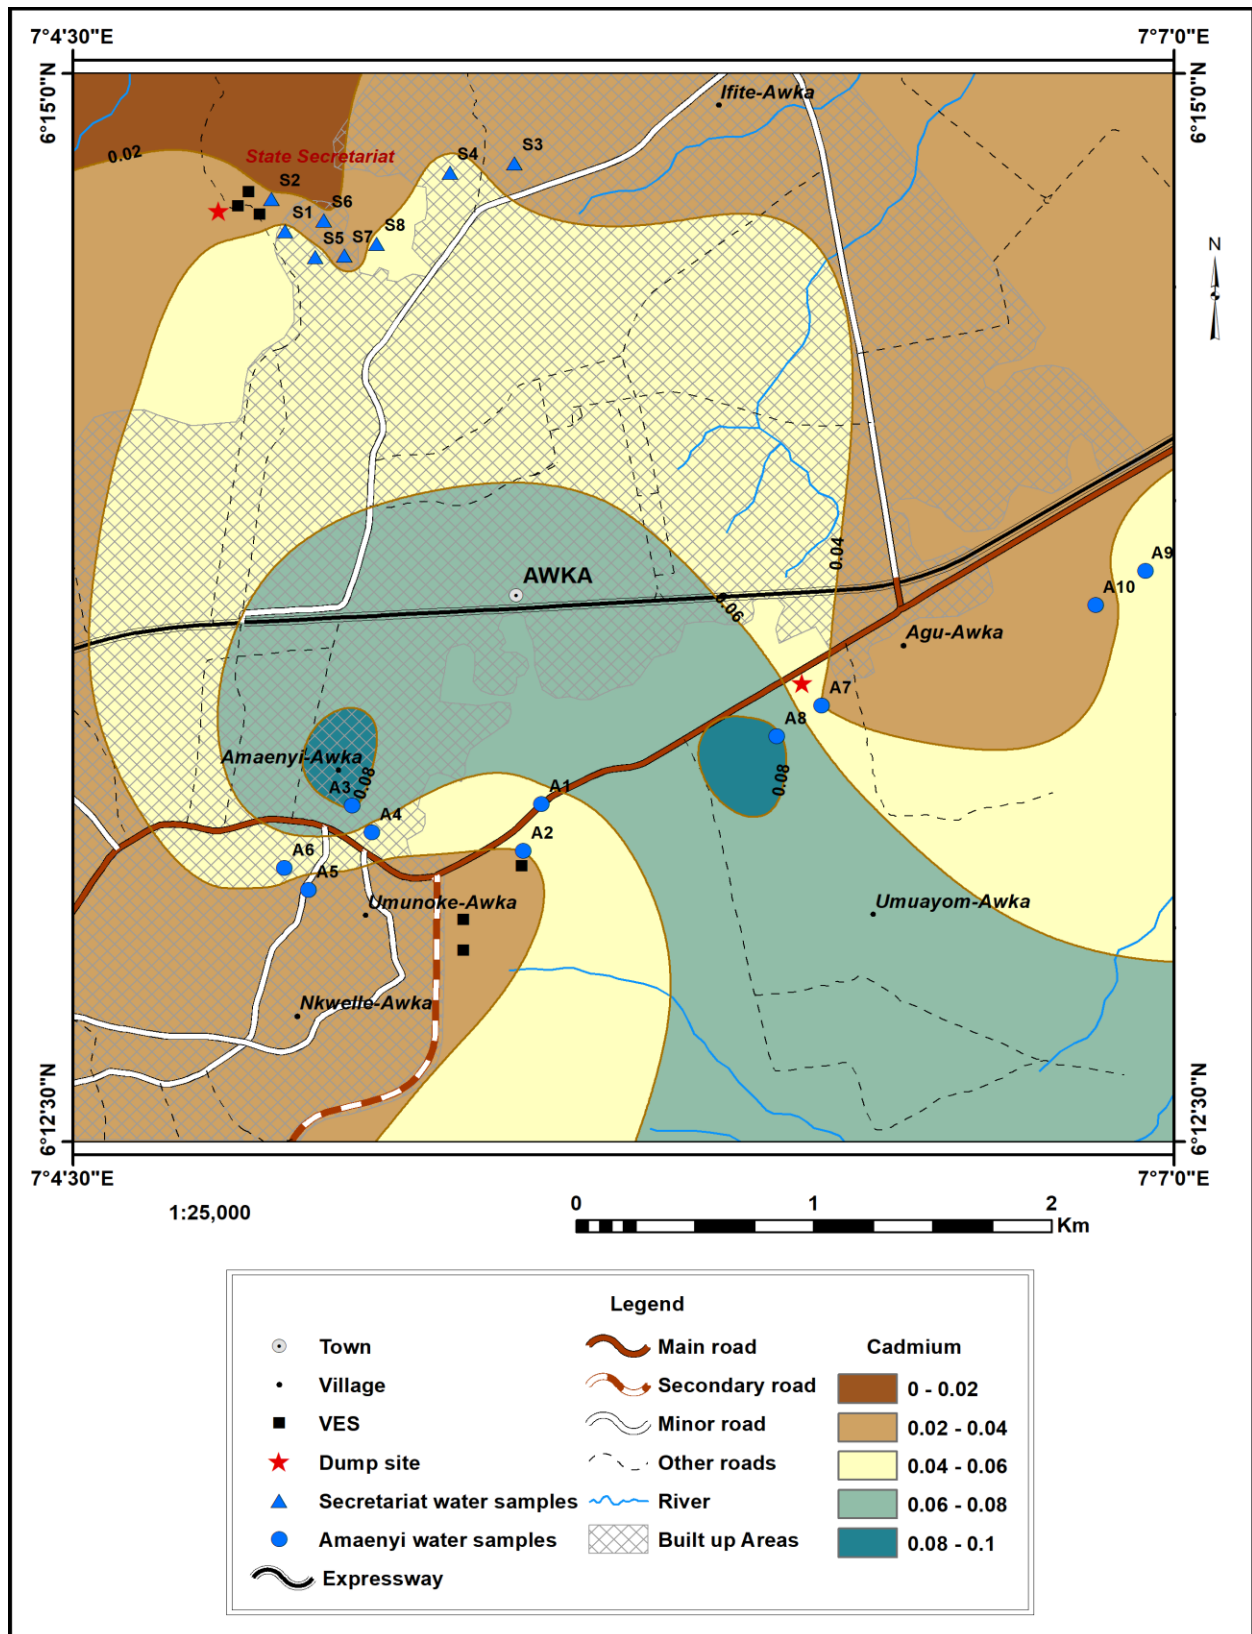 7°4'30"E
7°7'0"E
6°15'0"N
6°15'0"N
Ifite-Awka
0.02
State Secretariat
S4
S3
S2
S6
S1
S8
S7
S5
N
0.04
A9
AWKA
A10
0.06
Agu-Awka
A7
A8
Amaenyi-Awka
0.08
0.08
A3
A1
A4
A2
A6
A5
Umunoke-Awka
Umuayom-Awka
Nkwelle-Awka
6°12'30"N
6°12'30"N
7°4'30"E
7°7'0"E
1:25,000
0 1 2
Km
Legend
Town
Main road
Cadmium
Village
Secondary road
0 - 0.02
VES
Minor road
0.02 - 0.04
Dump site
Other roads
0.04 - 0.06
Secretariat water samples
River
0.06 - 0.08
Amaenyi water samples
Built up Areas
0.08 - 0.1
Expressway